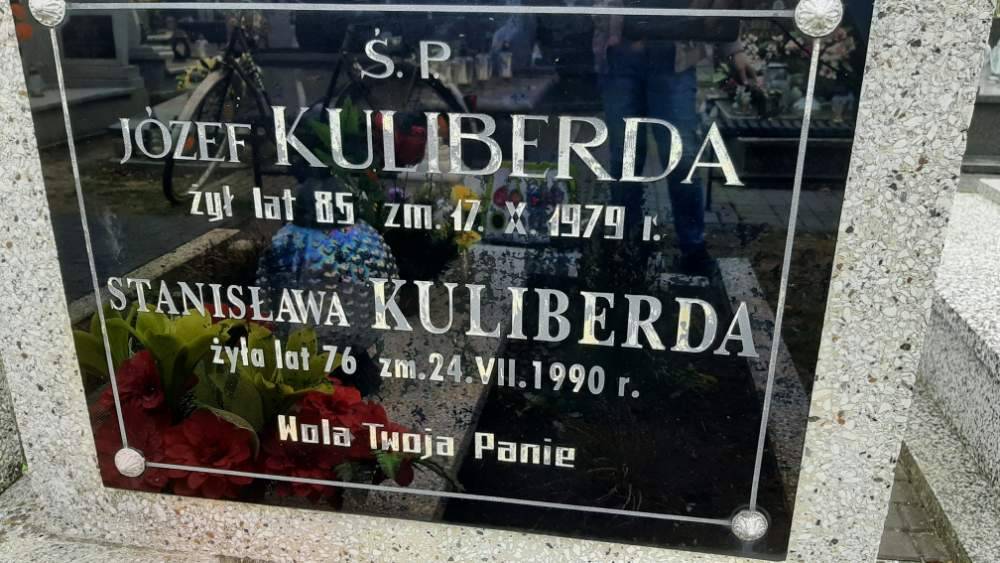 Ś. P.
JÓZEF KULIBERDA
żył lat 85 zm. 17. X. 1979 r.
STANISŁAWA KULIBERDA
żyła lat 76 zm. 24. VII. 1990 r.
Wola Twoja Panie